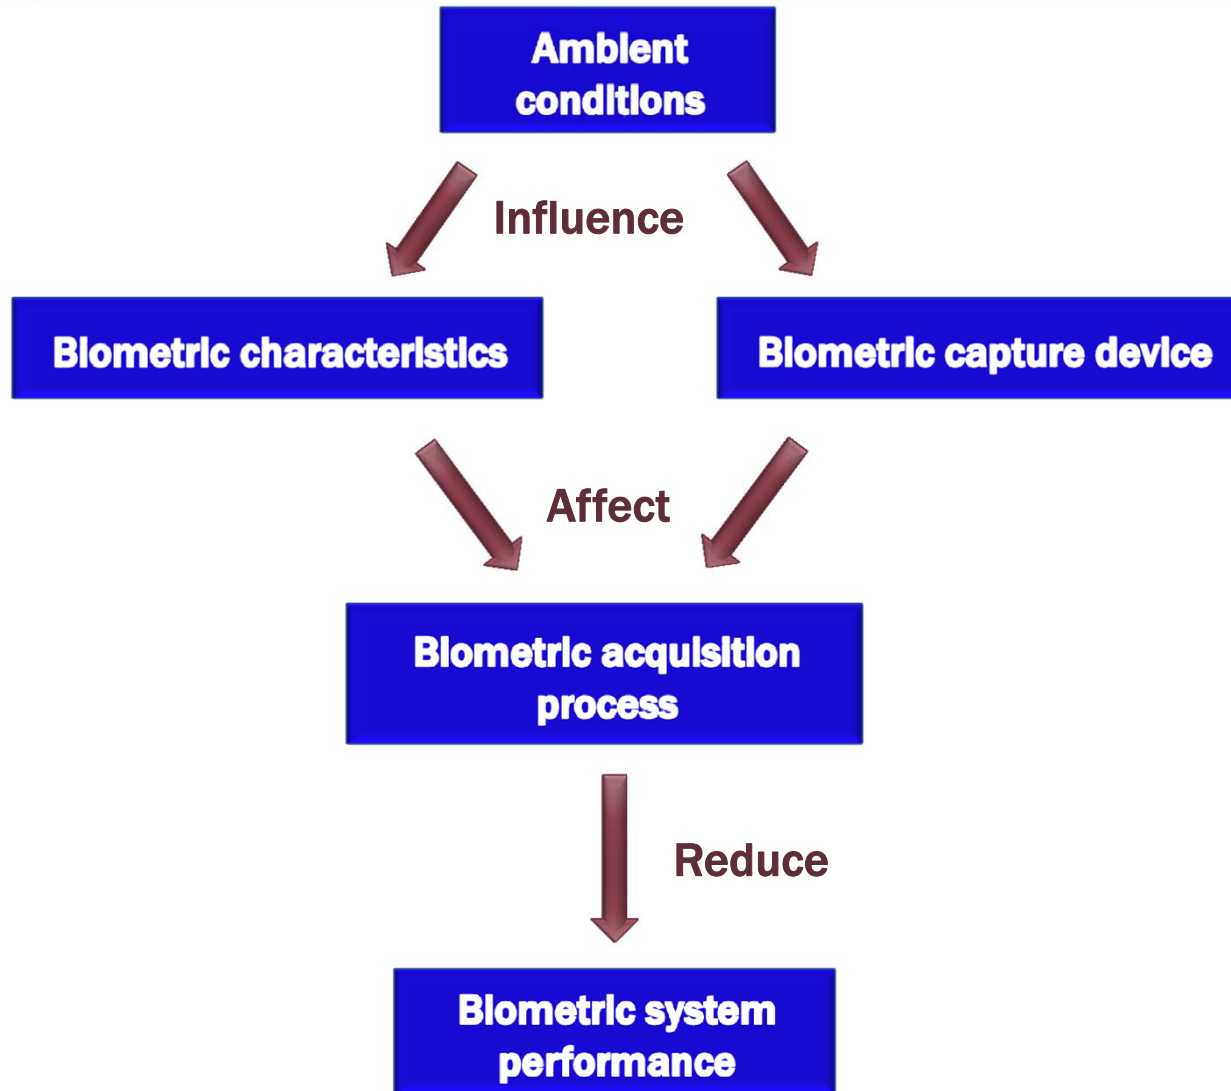 Ambient
conditions
Influence
Biometric characteristics
Biometric capture device
Affect
Biometric acquisition
process
Reduce
Biometric system
performance